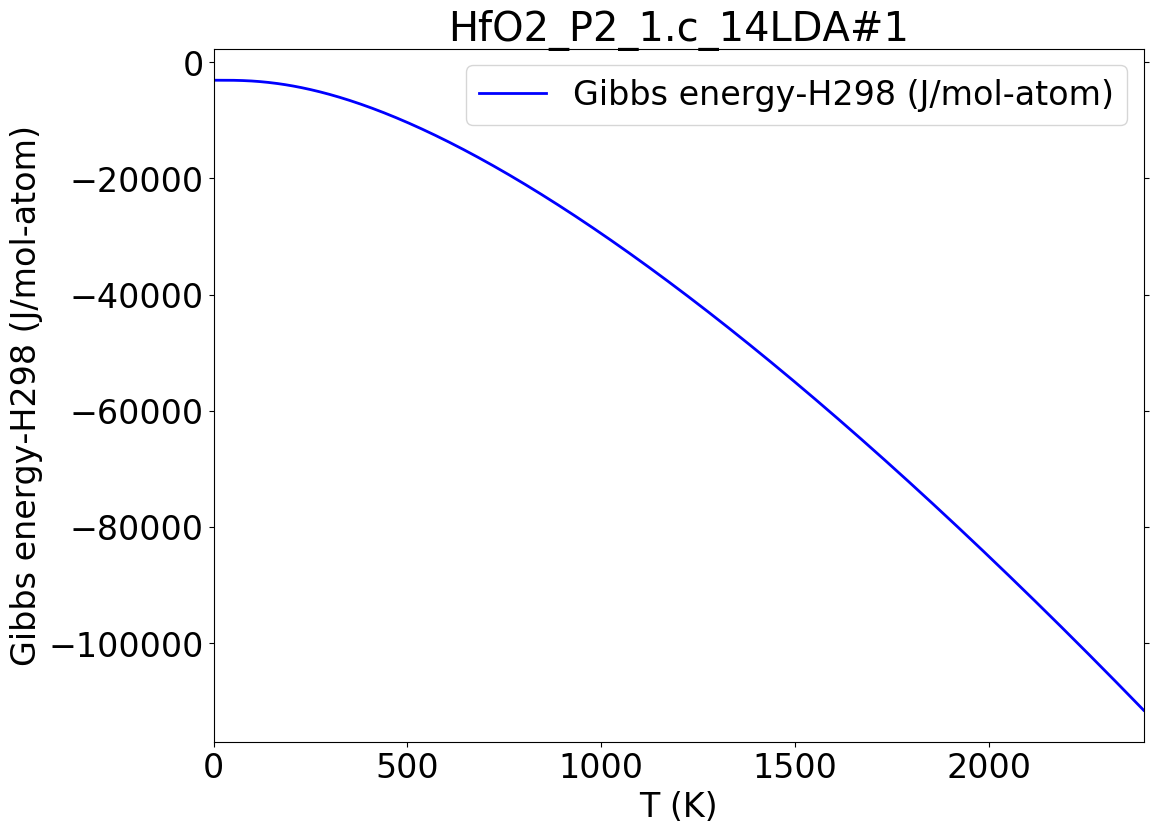 HfO2_P2_1.c_14LDA#1
Gibbs energy-H298 (J/mol-atom)
Gibbs energy-H298 (J/mol-atom)
0
−20000
−40000
−60000
−80000
−100000
0 500 1000 1500 2000
T (K)